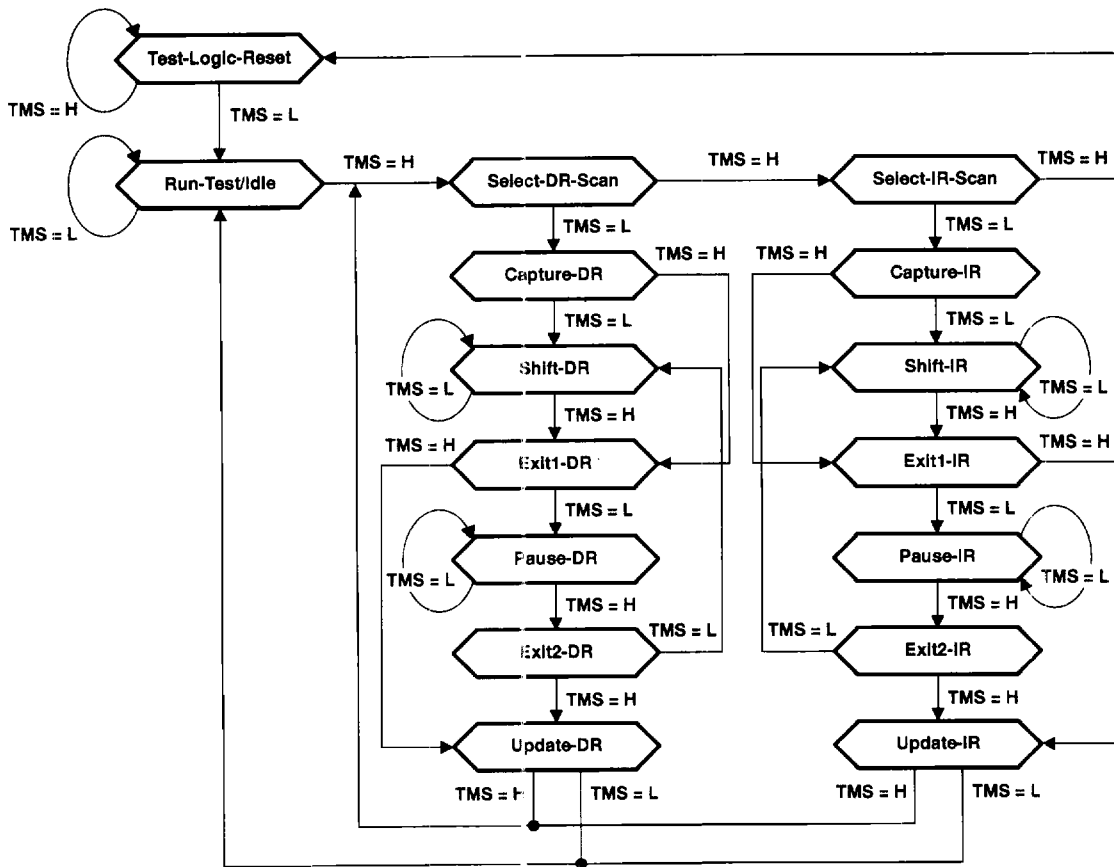 Test-Logic-Reset
TMS = H
TMS = L
Run-Test/Idle
TMS = L
TMS = H
Select-DR-Scan
TMS = H
Select-IR-Scan
TMS = H
TMS = L
TMS = L
Capture-DR
TMS = H
TMS = H
Capture-IR
TMS = L
TMS = L
Shift-DR
TMS = L
Shift-IR
TMS = L
TMS = H
TMS = H
TMS = H
Exit1-DR
Exit1-IR
TMS = H
TMS = L
TMS = L
Pause-DR
TMS = L
Pause-IR
TMS = L
TMS = H
TMS = H
Exit2-DR
TMS = L
TMS = L
Exit2-IR
TMS = H
TMS = H
Update-DR
Update-IR
TMS = H
TMS = L
TMS = H
TMS = L